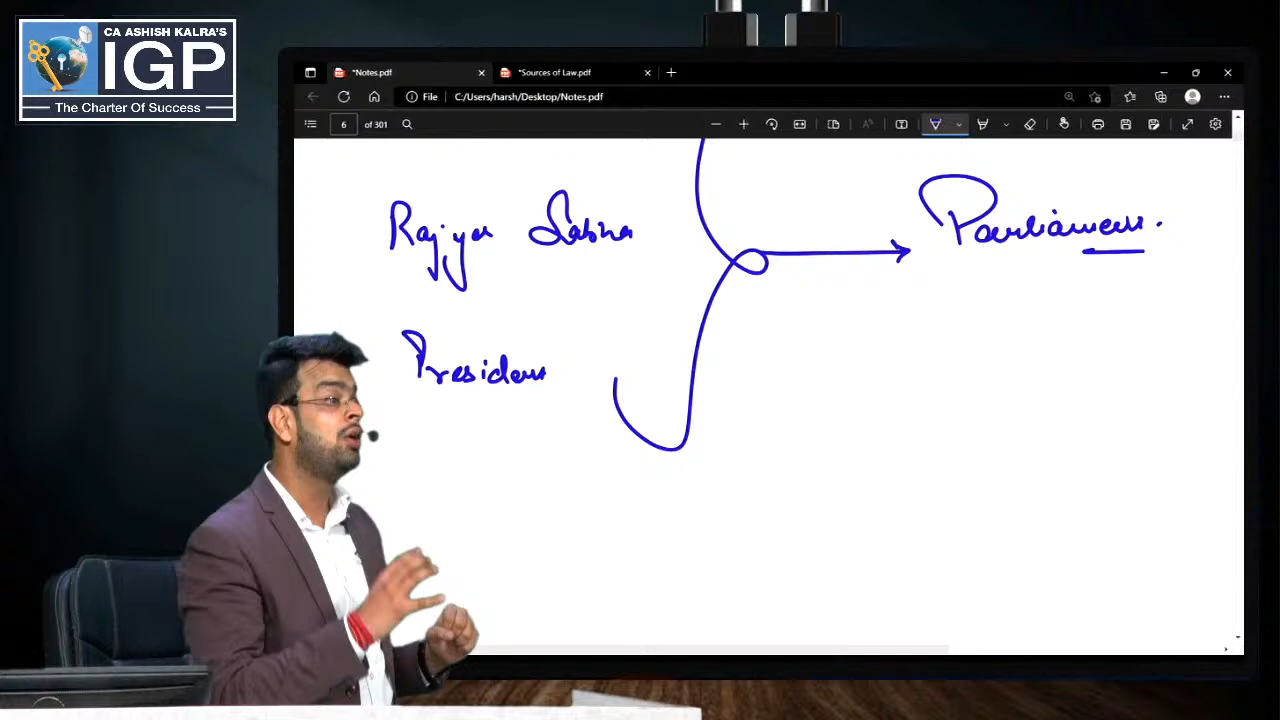 CA ASHISH KALRA'S
IGP
The Charter Of Success
*Notes.pdf
*Sources of Law.pdf
File C:/Users/harsh/Desktop/Notes.pdf
6 of 301
Rajya Sabha
President
Parliament.